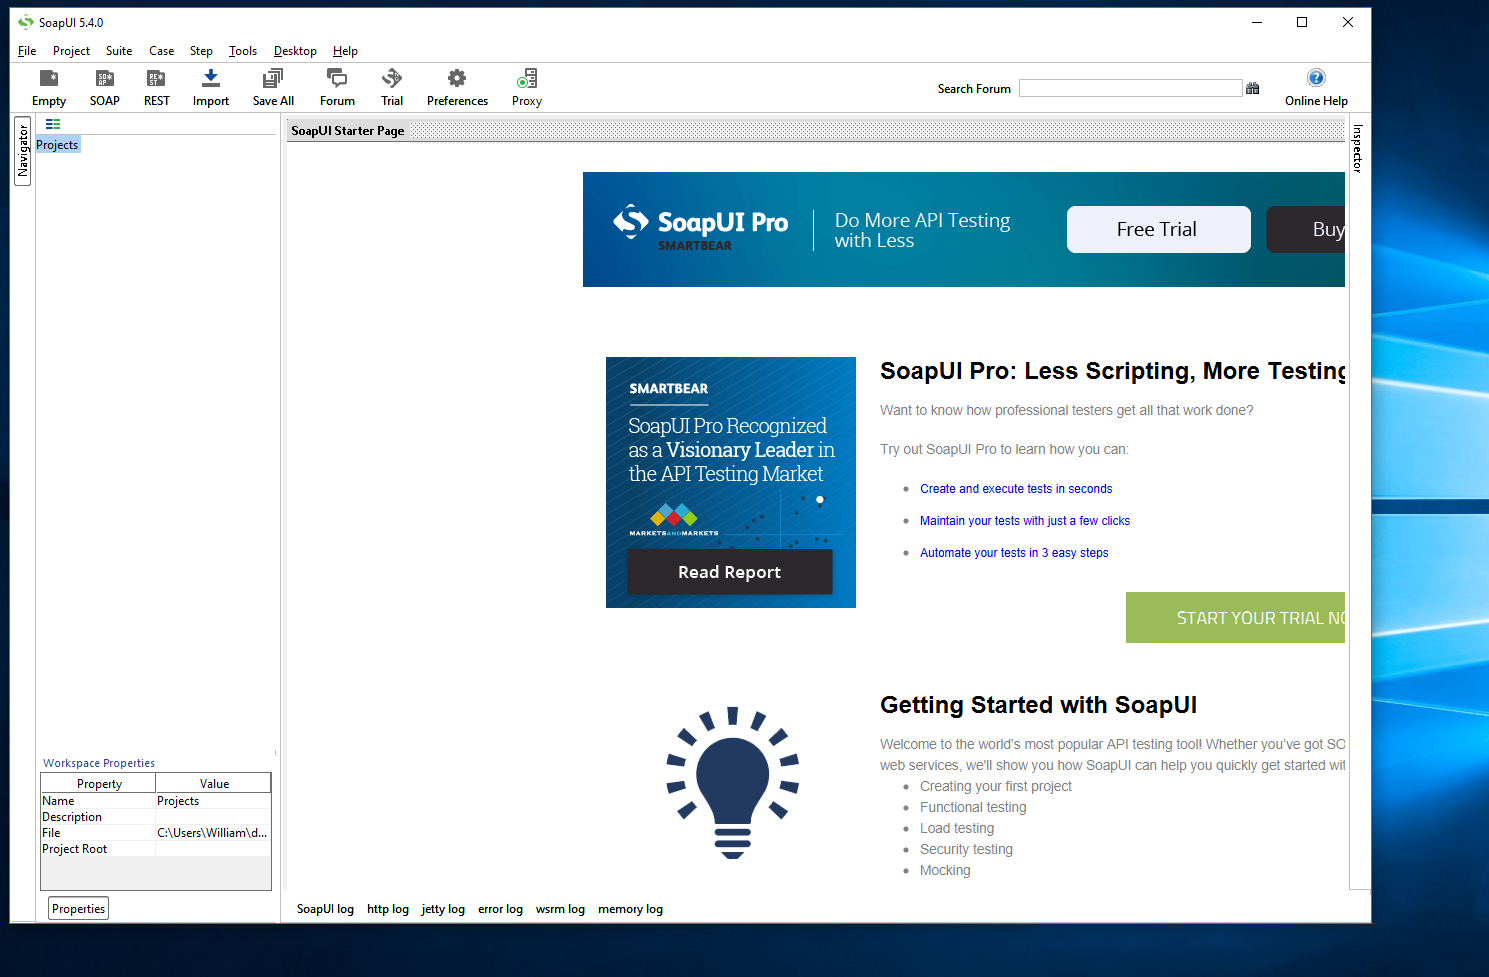 SoapUI 5.4.0
File Project Suite Case Step Tools Desktop Help
SO AP RE ST
Empty SOAP REST Import Save All Forum Trial Preferences Proxy Search Forum Online Help
Navigator
Projects
SoapUI Starter Page
Inspector
SoapUI Pro
SMARTBEAR
Do More API Testing
with Less
Free Trial
Buy
SMARTBEAR
SoapUI Pro Recognized
as a Visionary Leader in
the API Testing Market
MARKETSANDMARKETS
Read Report
SoapUI Pro: Less Scripting, More Testing
Want to know how professional testers get all that work done?
Try out SoapUI Pro to learn how you can:
Create and execute tests in seconds
Maintain your tests with just a few clicks
Automate your tests in 3 easy steps
START YOUR TRIAL NO
Getting Started with SoapUI
Welcome to the world's most popular API testing tool! Whether you've got SO
web services, we'll show you how SoapUI can help you quickly get started wit
Creating your first project
Functional testing
Load testing
Security testing
Mocking
Workspace Properties
Property Value
Name Projects
Description
File C:\Users\William\d...
Project Root
Properties
SoapUI log http log jetty log error log wsrm log memory log